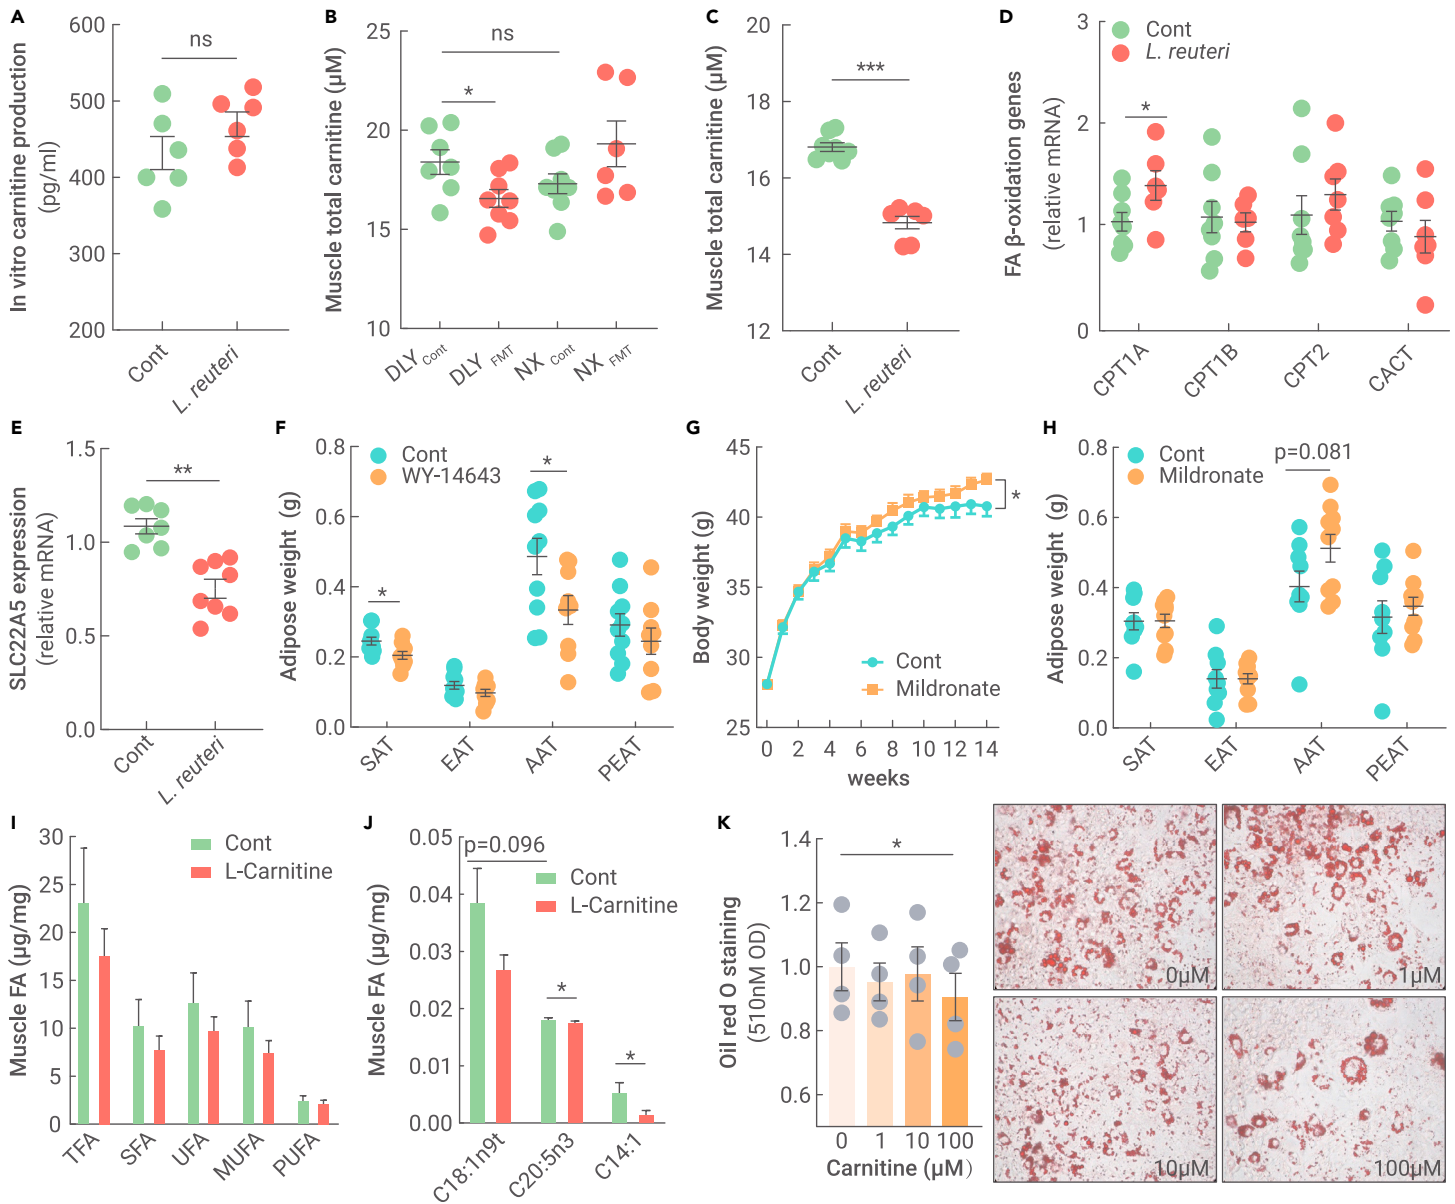 A
In vitro carnitine production
(pg/ml)
600
500
400
300
200
ns
Cont
L. reuteri
B
Muscle total carnitine (µM)
25
20
15
10
ns
*
DLY Cont
DLY FMT
NX Cont
NX FMT
C
Muscle total carnitine (µM)
20
18
16
14
12
***
Cont
L. reuteri
D
FA β-oxidation genes
(relative mRNA)
3
2
1
0
Cont
L. reuteri
*
CPT1A
CPT1B
CPT2
CACT
E
SLC22A5 expression
(relative mRNA)
1.5
1.0
0.5
0.0
**
Cont
L. reuteri
F
Adipose weight (g)
0.8
0.6
0.4
0.2
0.0
Cont
WY-14643
*
*
SAT
EAT
AAT
PEAT
G
Body weight (g)
45
40
35
30
25
*
Cont
Mildronate
0 2 4 6 8 10 12 14
weeks
H
Adipose weight (g)
0.8
0.6
0.4
0.2
0.0
Cont
Mildronate
p=0.081
SAT
EAT
AAT
PEAT
I
Muscle FA (µg/mg)
30
25
20
15
10
5
0
Cont
L-Carnitine
TFA
SFA
UFA
MUFA
PUFA
J
Muscle FA (µg/mg)
0.05
0.04
0.03
0.02
0.01
0.00
p=0.096
Cont
L-Carnitine
*
*
C18:1n9t
C20:5n3
C14:1
K
Oil red O staining
(510nM OD)
1.4
1.2
1.0
0.8
0.6
*
0 1 10 100
Carnitine (µM)
0µM
1µM
10µM
100µM